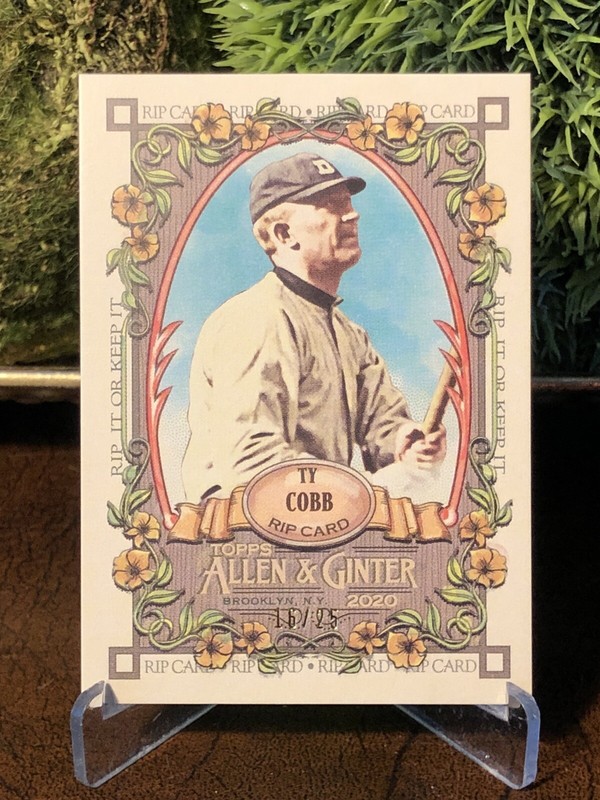 RIP CARD • RIP CARD • RIP CARD • RIP CARD
RIP IT OR KEEP IT
RIP IT OR KEEP IT
TY
COBB
RIP CARD
TOPPS
ALLEN & GINTER
BROOKLYN, N.Y. 2020
16/25
RIP CARD • RIP CARD • RIP CARD • RIP CARD